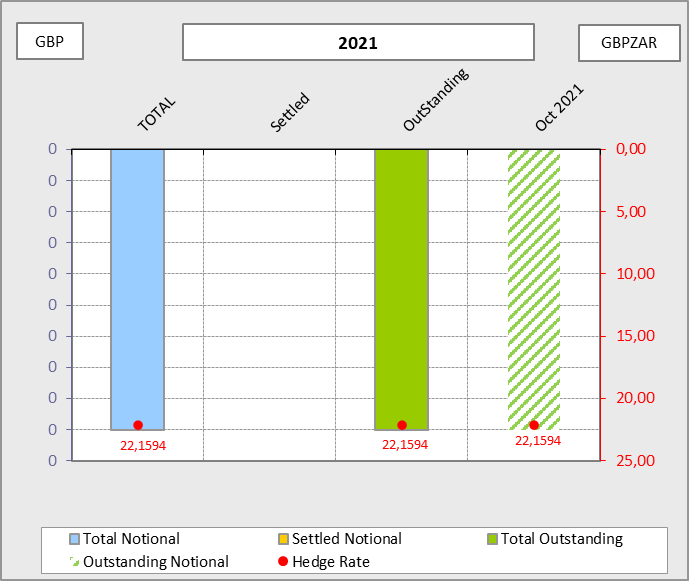 GBP
2021
GBPZAR
TOTAL
Settled
OutStanding
Oct 2021
0
0
0
0
0
0
0
0
0
0
0
0,00
5,00
10,00
15,00
20,00
25,00
22,1594
22,1594
22,1594
Total Notional
Settled Notional
Total Outstanding
Outstanding Notional
Hedge Rate